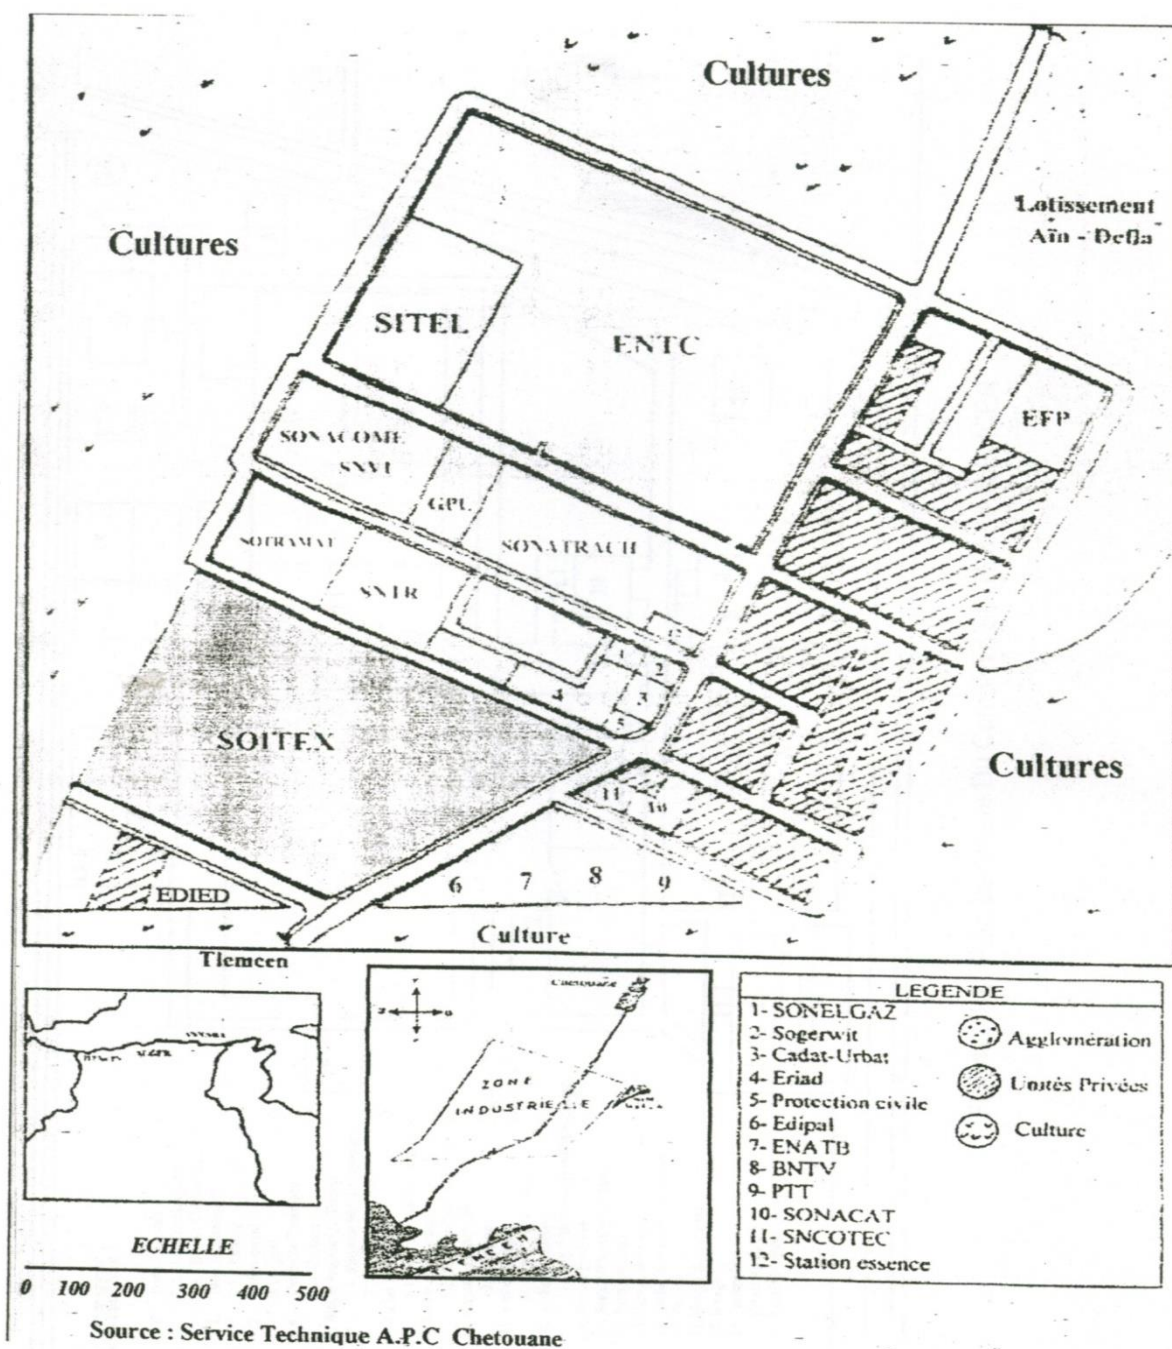 Cultures
Lotissement
Aïn - Defla
Cultures
SITEL
ENTC
EFP
SONACOME
SNVI
GPL
SONATRACH
SOTRAMAT
SNTR
12
1
2
3
4
5
SOITEX
Cultures
11
10
6
7
8
9
EDIED
Culture
Tlemcen
ALGER
Chetouane
ZONE
INDUSTRIELLE
TLEMCEN
LEGENDE
1- SONELGAZ
2- Sogerwit
3- Cadat-Urbat
4- Eriad
5- Protection civile
6- Edipal
7- ENATB
8- BNTV
9- PTT
10- SONACAT
11- SNCOTEC
12- Station essence
Agglomération
Unités Privées
Culture
ECHELLE
0 100 200 300 400 500
Source : Service Technique A.P.C Chetouane